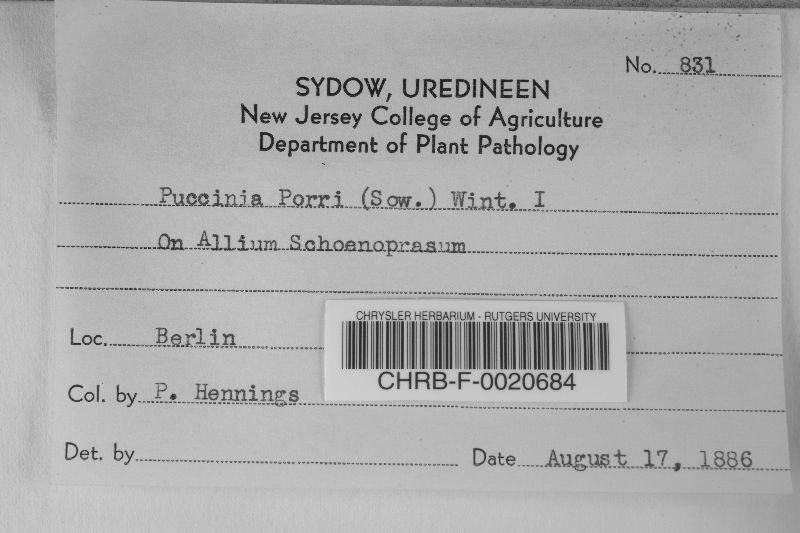 No. 831
SYDOW, UREDINEEN
New Jersey College of Agriculture
Department of Plant Pathology
Puccinia Porri (Sow.) Wint. I
On Allium Schoenoprasum
Loc. Berlin
CHRYSLER HERBARIUM - RUTGERS UNIVERSITY
CHRB-F-0020684
Col. by P. Hennings
Det. by
Date August 17, 1886